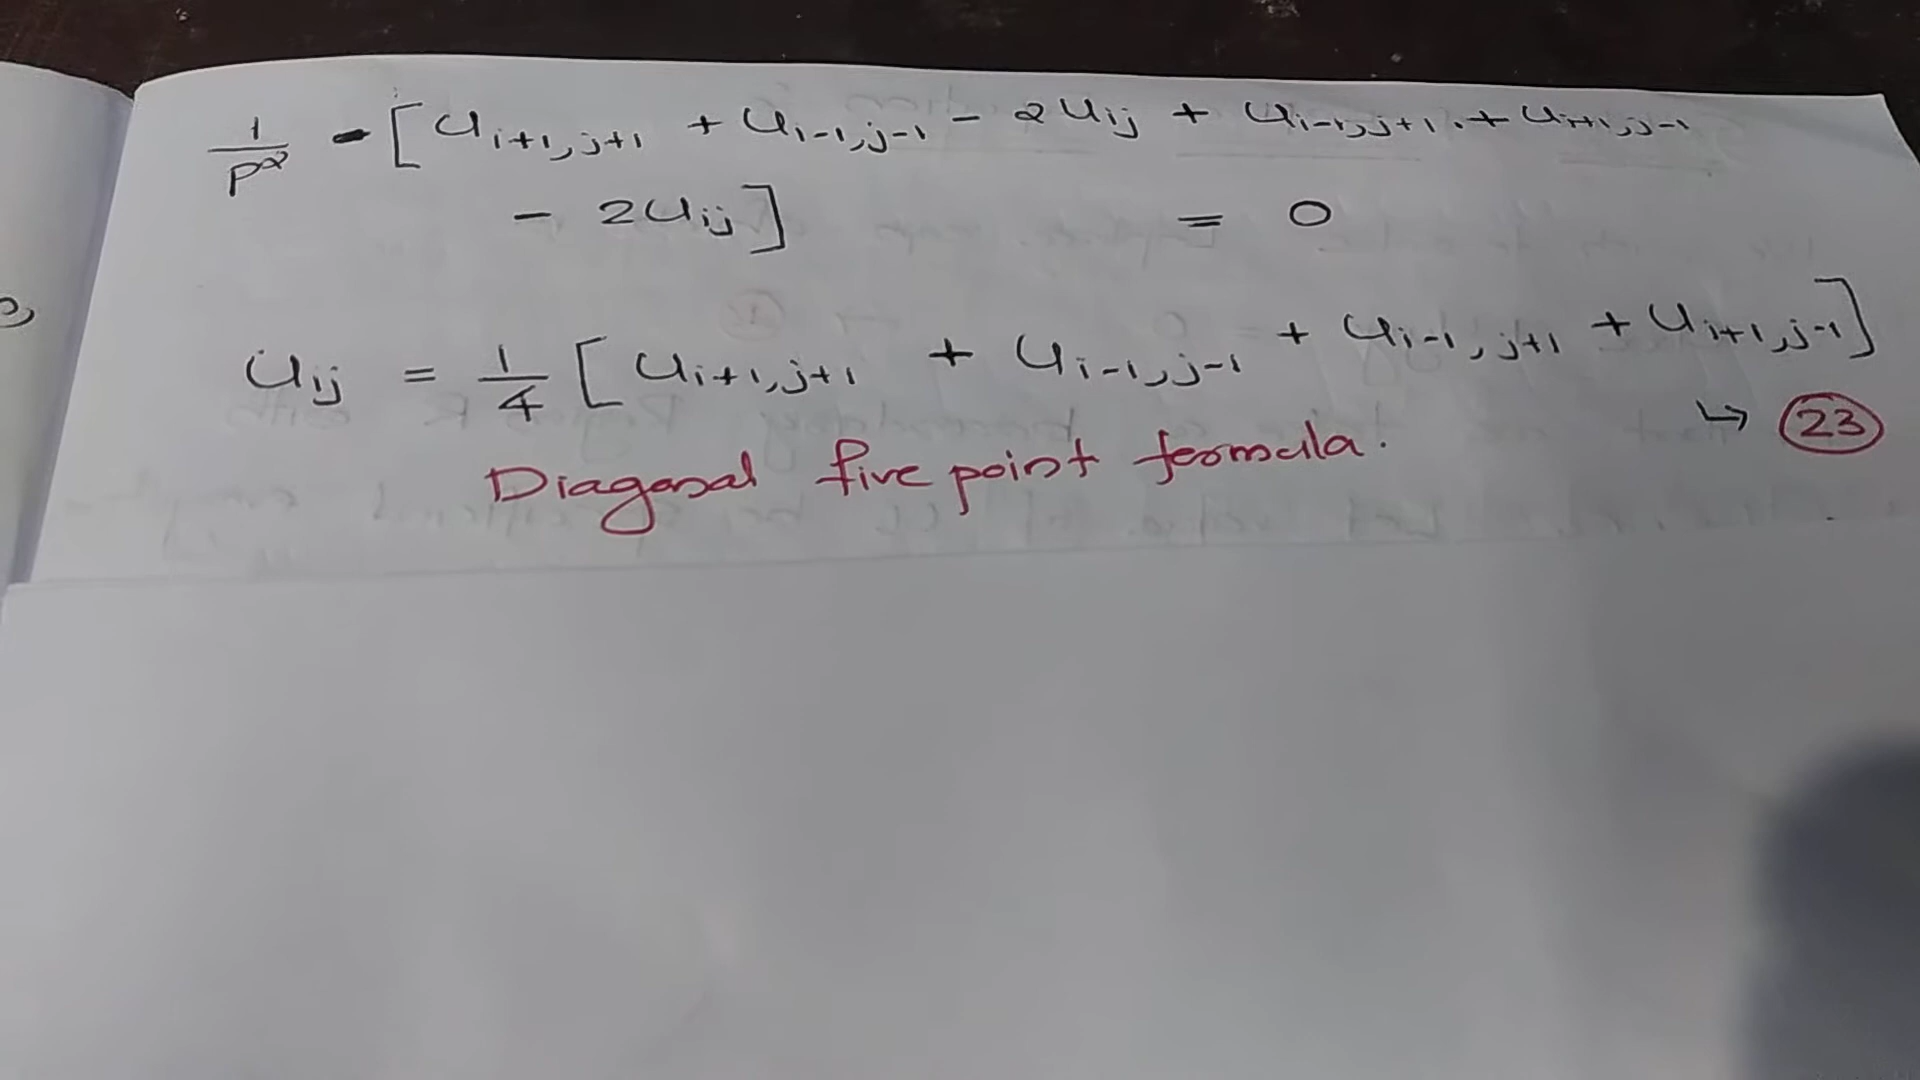 1/p² - [u_{i+1,j+1} + u_{i-1,j-1} - 2u_{ij} + u_{i-1,j+1} + u_{i+1,j-1}
- 2u_{ij}] = 0
u_{ij} = 1/4 [u_{i+1,j+1} + u_{i-1,j-1} + u_{i-1,j+1} + u_{i+1,j-1}]
↳ 23
Diagonal five point formula.